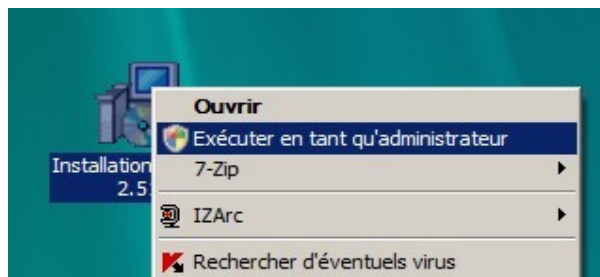 Ouvrir
Exécuter en tant qu'administrateur
Installation
7-Zip
2.5
IZArc
Rechercher d'éventuels virus